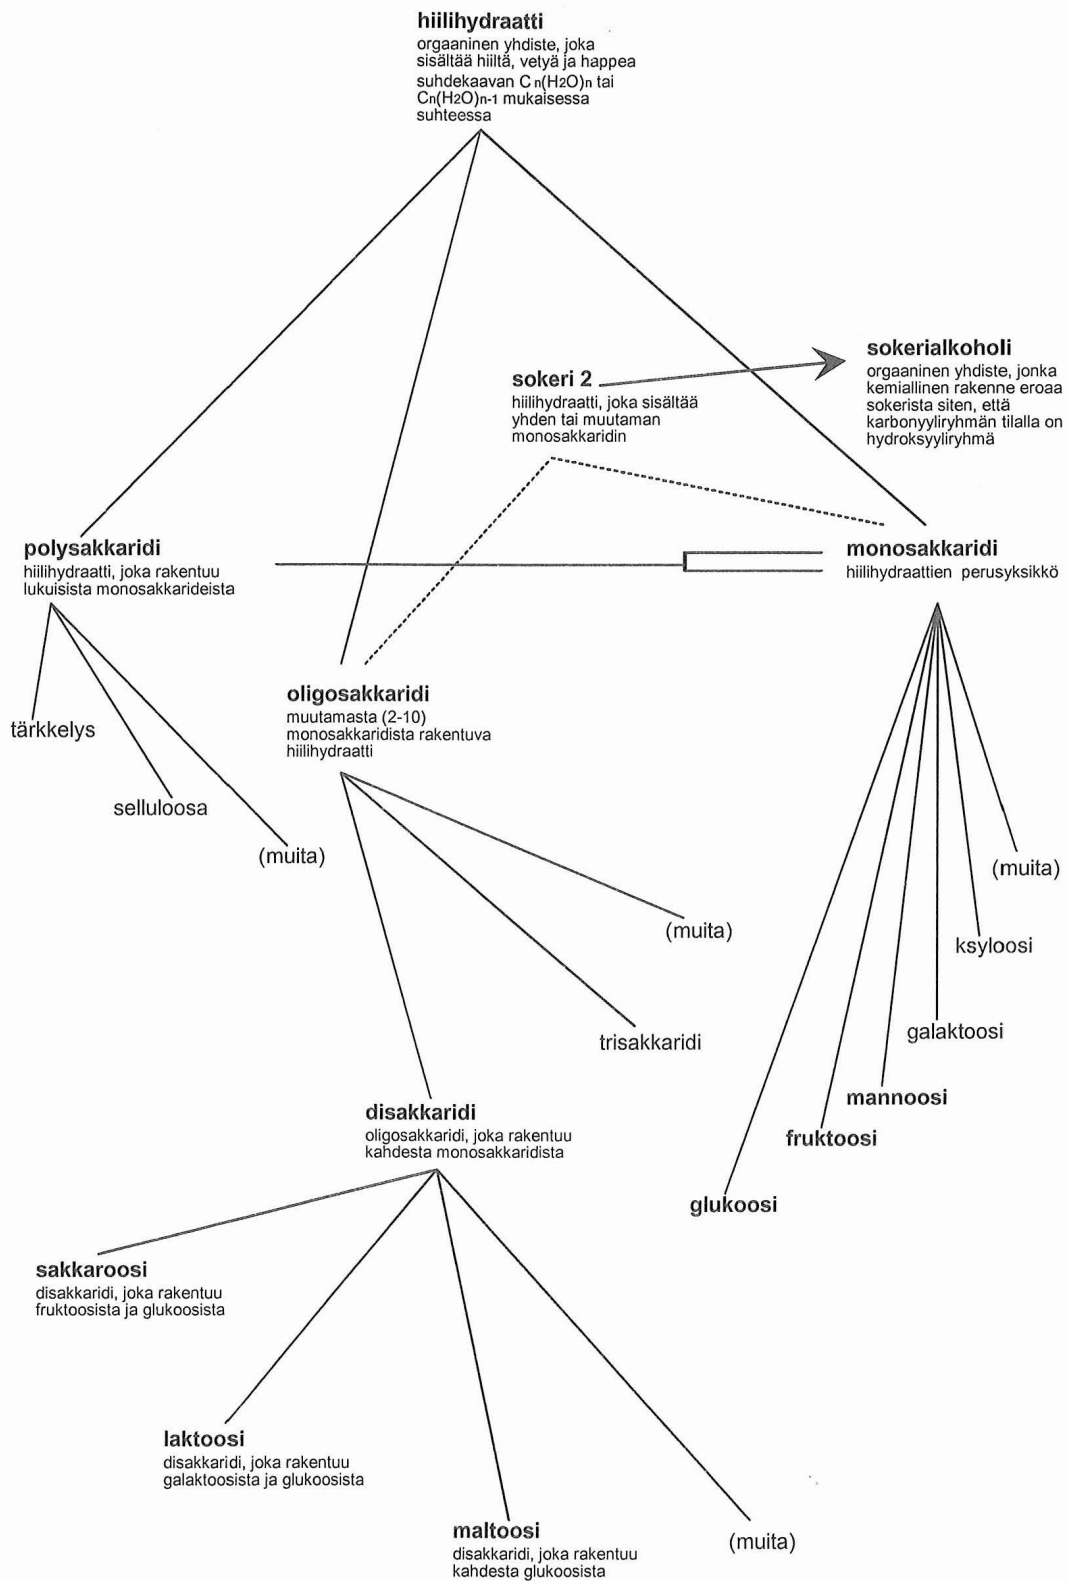 hiilihydraatti
orgaaninen yhdiste, joka
sisältää hiiltä, vetyä ja happea
suhdekaavan C n(H2O)n tai
Cn(H2O)n-1 mukaisessa
suhteessa
sokerialkoholi
orgaaninen yhdiste, jonka
kemiallinen rakenne eroaa
sokerista siten, että
karbonyyliryhmän tilalla on
hydroksyyliryhmä
sokeri 2
hiilihydraatti, joka sisältää
yhden tai muutaman
monosakkaridin
polysakkaridi
hiilihydraatti, joka rakentuu
lukuisista monosakkarideista
monosakkaridi
hiilihydraattien perusyksikkö
oligosakkaridi
muutamasta (2-10)
monosakkaridista rakentuva
hiilihydraatti
tärkkelys
selluloosa
(muita)
(muita)
trisakkaridi
(muita)
ksyloosi
galaktoosi
mannoosi
fruktoosi
glukoosi
disakkaridi
oligosakkaridi, joka rakentuu
kahdesta monosakkaridista
sakkaroosi
disakkaridi, joka rakentuu
fruktoosista ja glukoosista
laktoosi
disakkaridi, joka rakentuu
galaktoosista ja glukoosista
maltoosi
disakkaridi, joka rakentuu
kahdesta glukoosista
(muita)